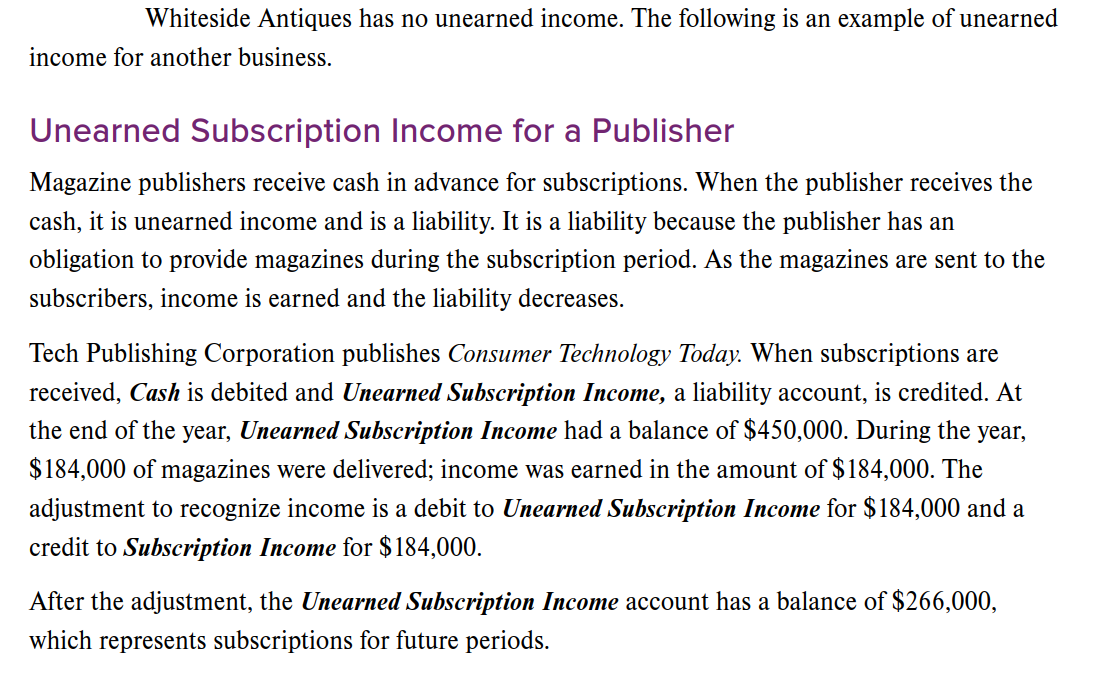 Whiteside Antiques has no unearned income. The following is an example of unearned
income for another business.
Unearned Subscription Income for a Publisher
Magazine publishers receive cash in advance for subscriptions. When the publisher receives the
cash, it is unearned income and is a liability. It is a liability because the publisher has an
obligation to provide magazines during the subscription period. As the magazines are sent to the
subscribers, income is earned and the liability decreases.
Tech Publishing Corporation publishes Consumer Technology Today. When subscriptions are
received, Cash is debited and Unearned Subscription Income, a liability account, is credited. At
the end of the year, Unearned Subscription Income had a balance of $450,000. During the year,
$184,000 of magazines were delivered; income was earned in the amount of $184,000. The
adjustment to recognize income is a debit to Unearned Subscription Income for $184,000 and a
credit to Subscription Income for $184,000.
After the adjustment, the Unearned Subscription Income account has a balance of $266,000,
which represents subscriptions for future periods.